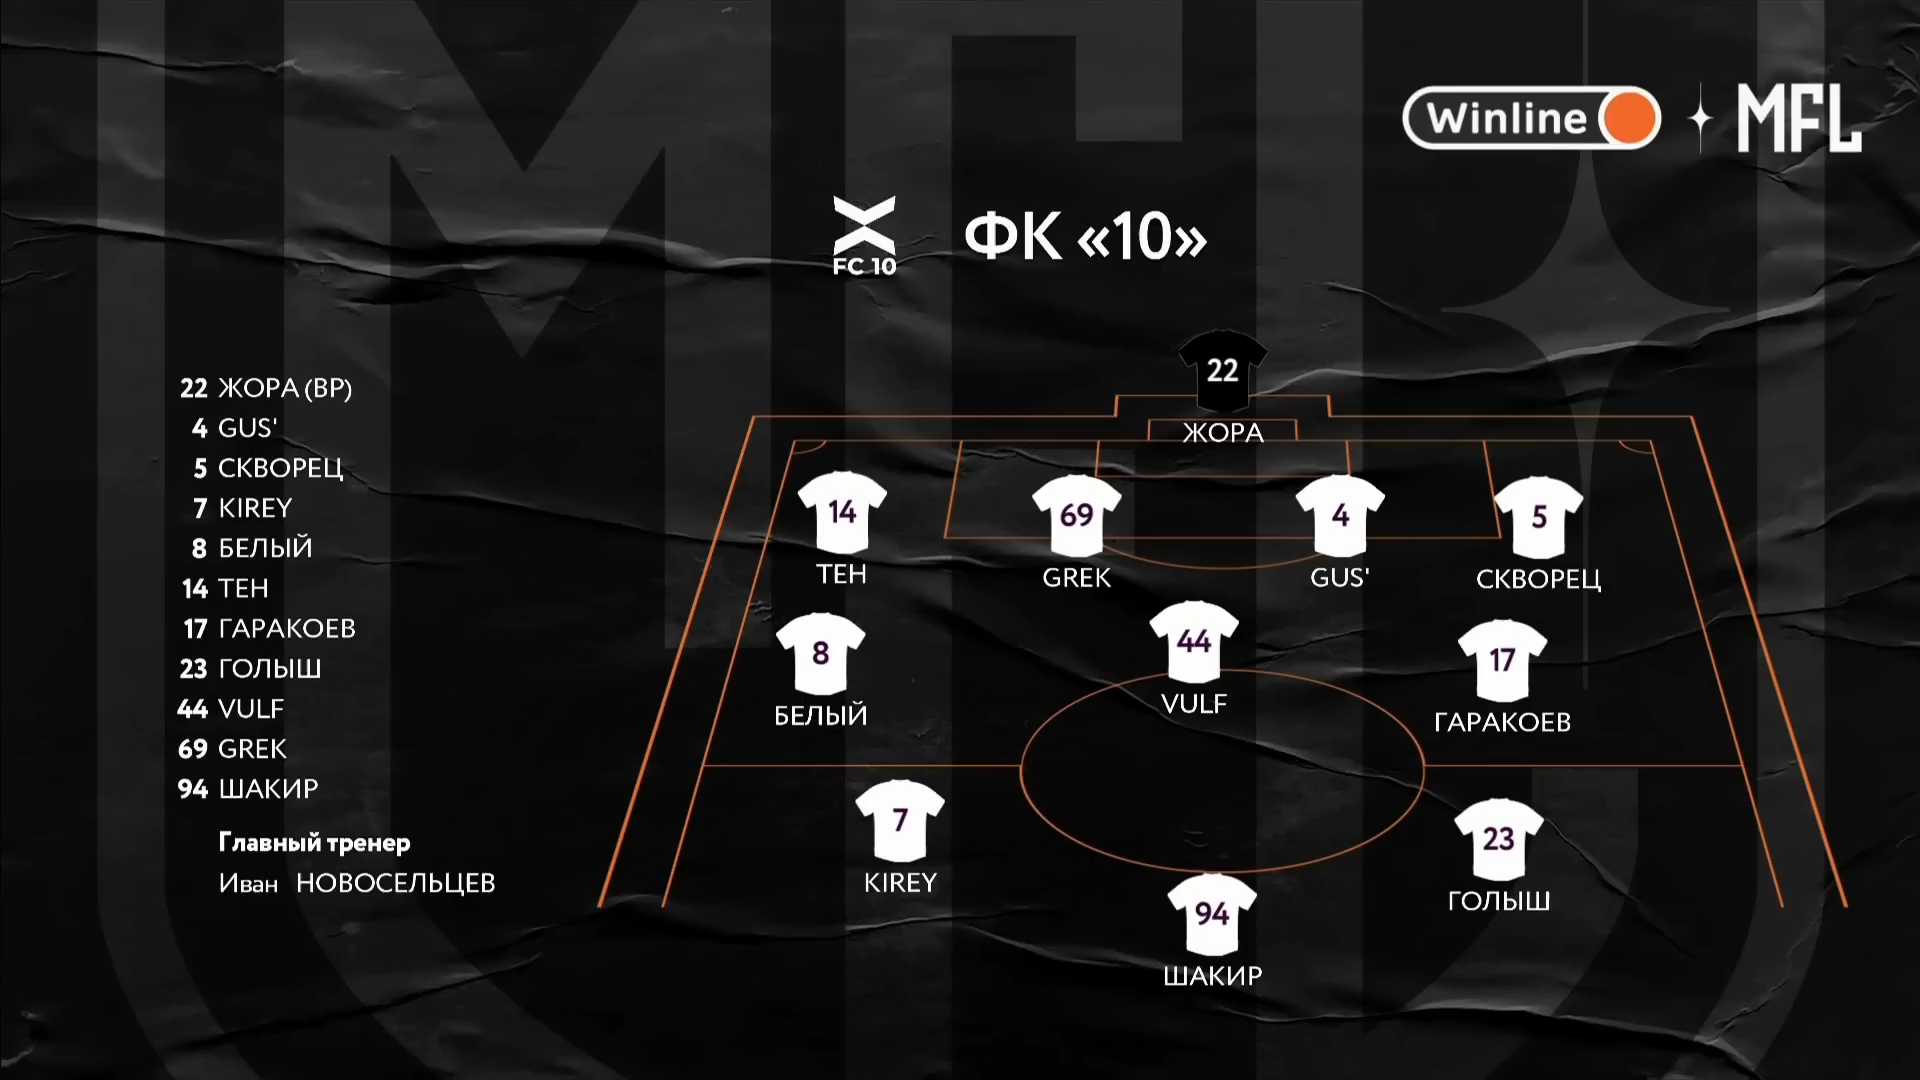 Winline MFL
FC 10
ФК «10»
22 ЖОРА (ВР)
4 GUS'
5 СКВОРЕЦ
7 KIREY
8 БЕЛЫЙ
14 ТЕН
17 ГАРАКОЕВ
23 ГОЛЫШ
44 VULF
69 GREK
94 ШАКИР
Главный тренер
Иван НОВОСЕЛЬЦЕВ
22
ЖОРА
14
ТЕН
69
GREK
4
GUS'
5
СКВОРЕЦ
8
БЕЛЫЙ
44
VULF
17
ГАРАКОЕВ
7
KIREY
23
ГОЛЫШ
94
ШАКИР